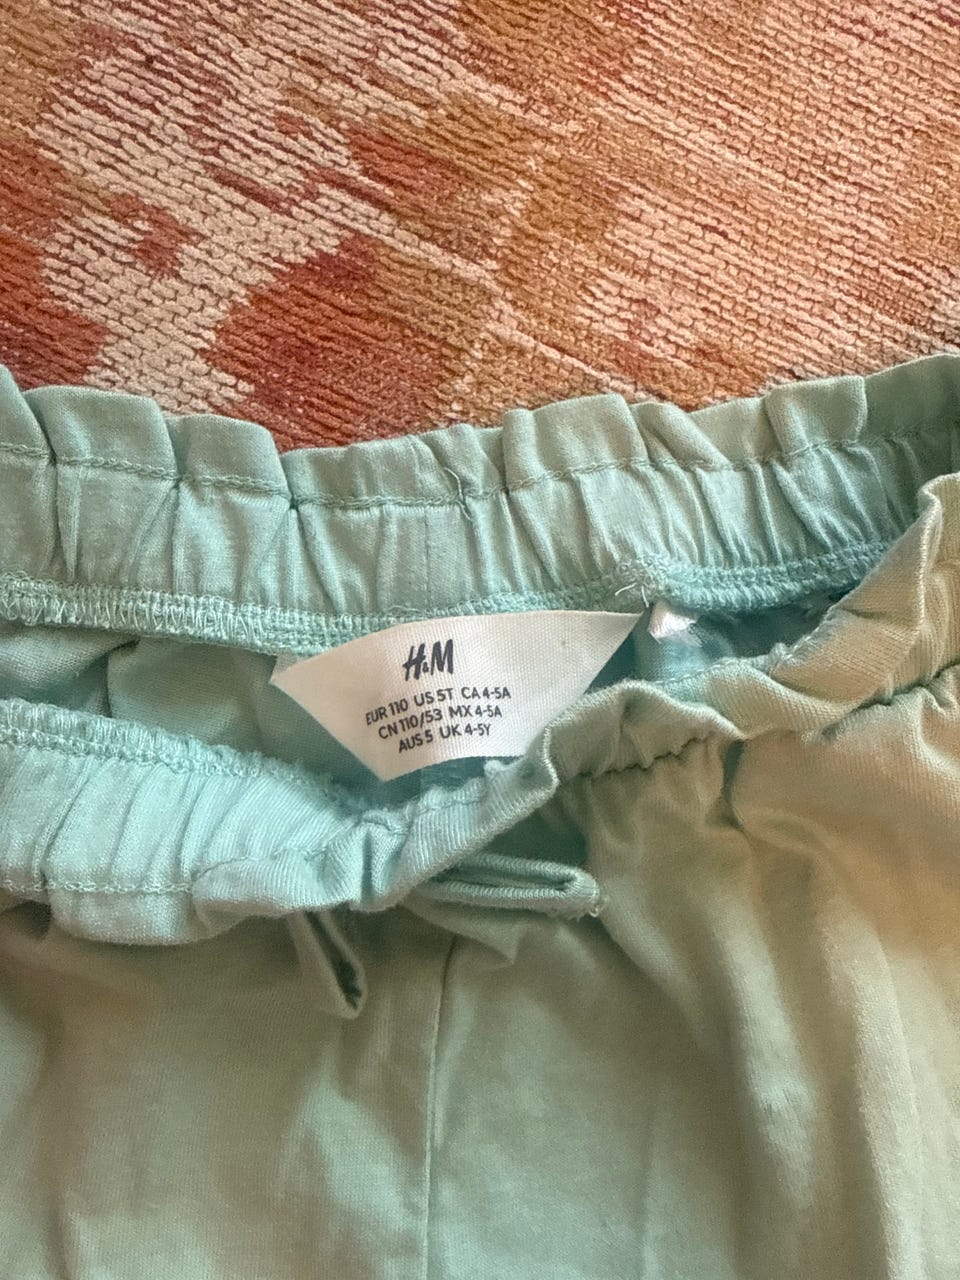 H&M
EUR 110 US 5T CA 4-5A
CN 110/53 MX 4-5A
AUS 5 UK 4-5Y